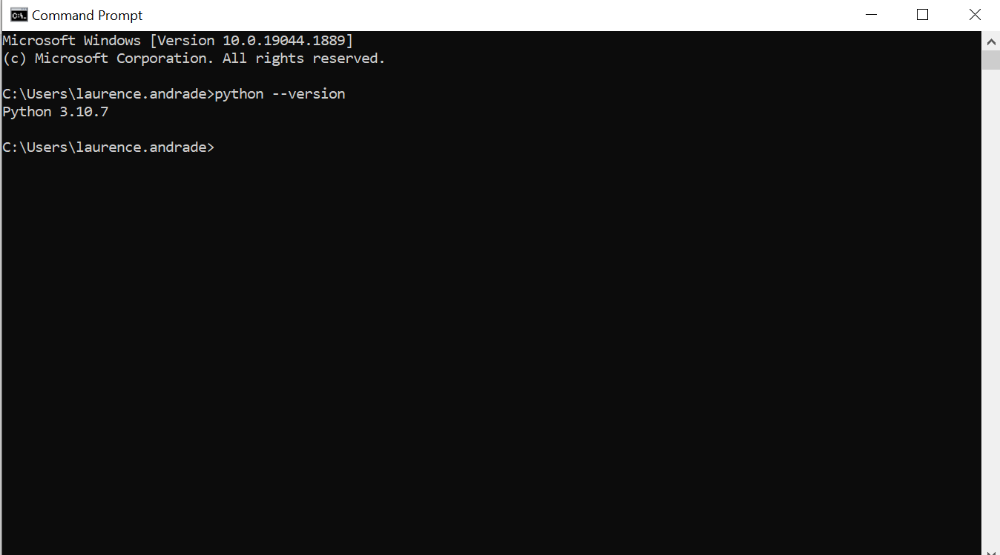 Command Prompt
Microsoft Windows [Version 10.0.19044.1889]
(c) Microsoft Corporation. All rights reserved.
C:\Users\laurence.andrade>python --version
Python 3.10.7
C:\Users\laurence.andrade>